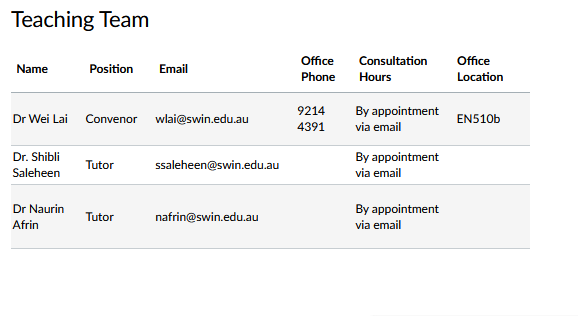 Teaching Team
Name Position Email Office Phone Consultation Hours Office Location
Dr Wei Lai Convenor wlai@swin.edu.au 9214 4391 By appointment via email EN510b
Dr. Shibli Saleheen Tutor ssaleheen@swin.edu.au By appointment via email
Dr Naurin Afrin Tutor nafrin@swin.edu.au By appointment via email